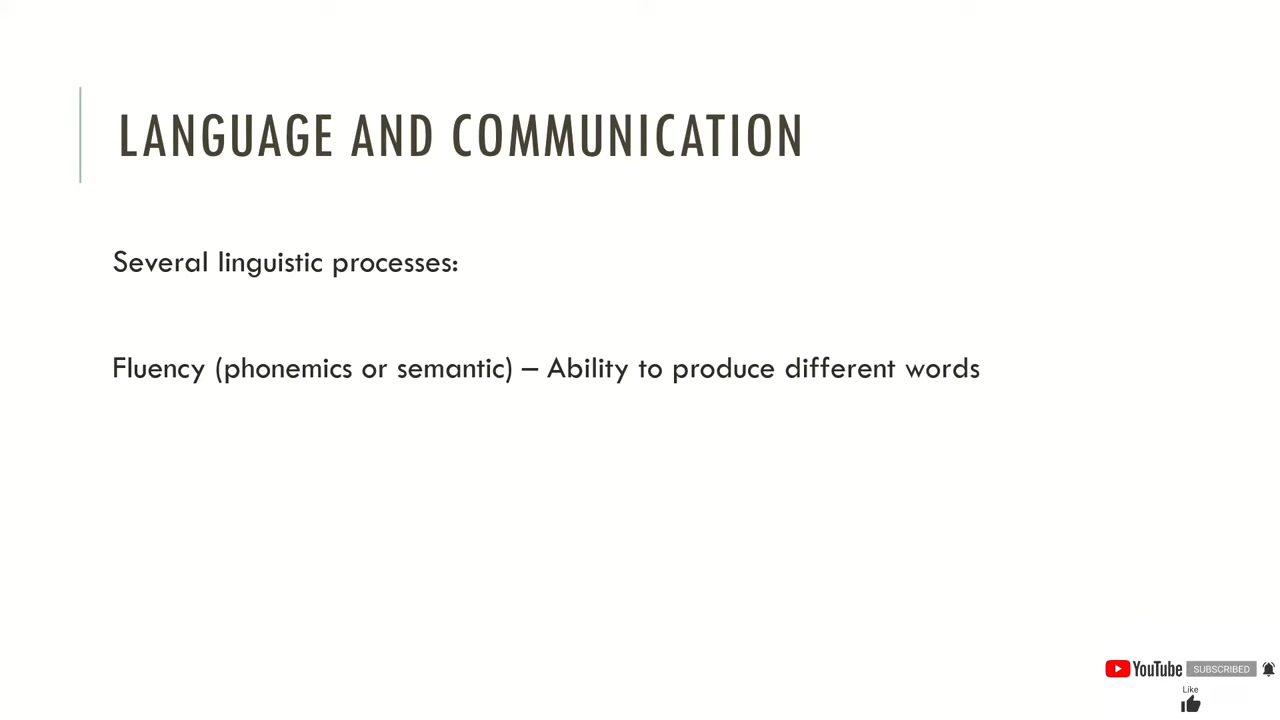 LANGUAGE AND COMMUNICATION
Several linguistic processes:
Fluency (phonemics or semantic) – Ability to produce different words
YouTube SUBSCRIBED
Like